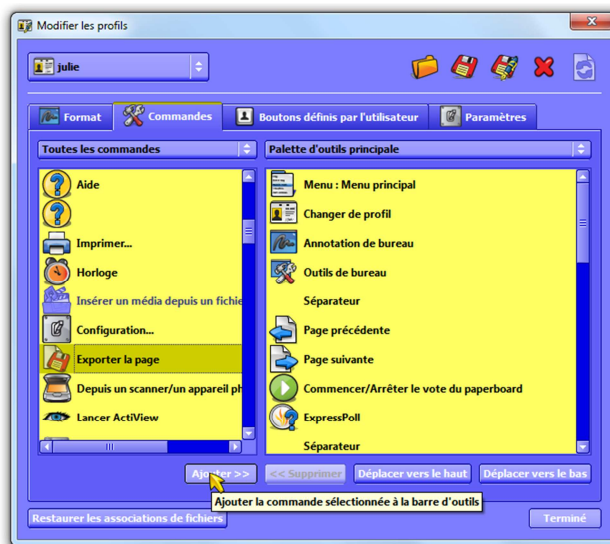 Modifier les profils
julie
Format
Commandes
Boutons définis par l'utilisateur
Paramètres
Toutes les commandes
Palette d'outils principale
Aide
Imprimer...
Horloge
Insérer un média depuis un fichie
Configuration...
Exporter la page
Depuis un scanner/un appareil ph
Lancer ActiView
Menu : Menu principal
Changer de profil
Annotation de bureau
Outils de bureau
Séparateur
Page précédente
Page suivante
Commencer/Arrêter le vote du paperboard
ExpressPoll
Séparateur
Ajouter >>
<< Supprimer
Déplacer vers le haut
Déplacer vers le bas
Ajouter la commande sélectionnée à la barre d'outils
Restaurer les associations de fichiers
Terminé